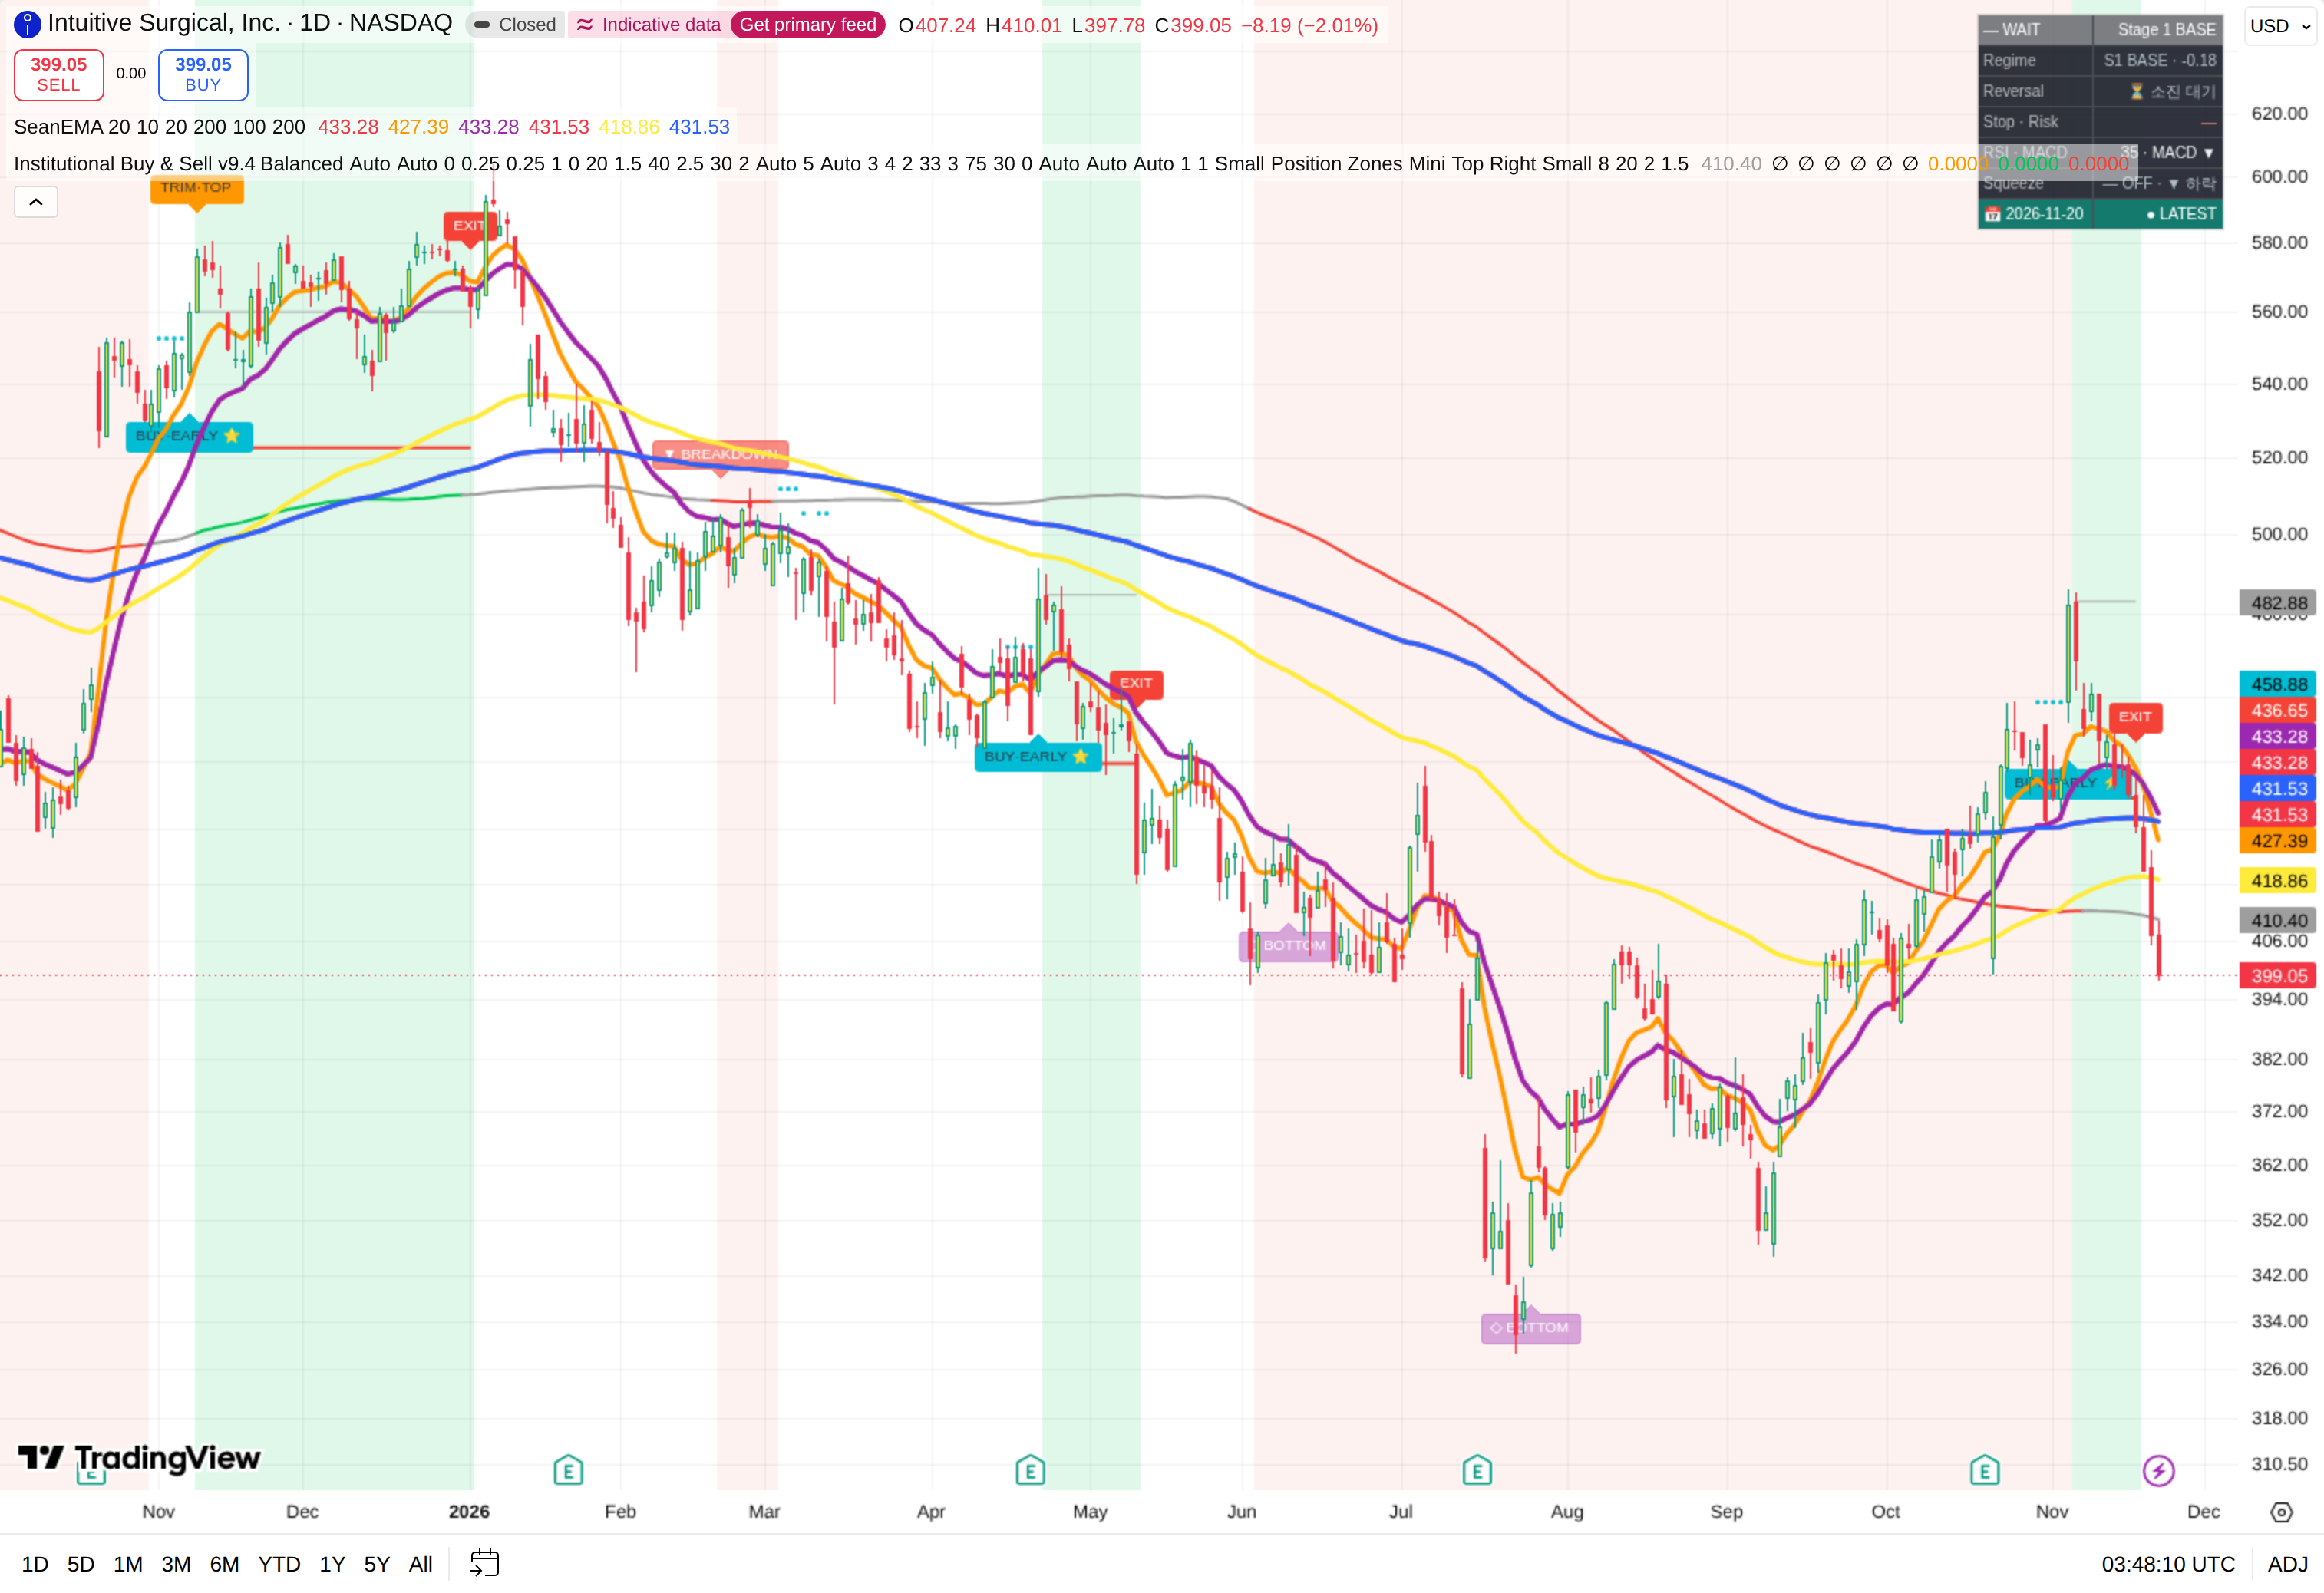 Intuitive Surgical, Inc. · 1D · NASDAQ Closed ≈ Indicative data Get primary feed O407.24 H410.01 L397.78 C399.05 −8.19 (−2.01%)
399.05 SELL 0.00 399.05 BUY
SeanEMA 20 10 20 200 100 200 433.28 427.39 433.28 431.53 418.86 431.53
Institutional Buy & Sell v9.4 Balanced Auto Auto 0 0.25 0.25 1 0 20 1.5 40 2.5 30 2 Auto 5 Auto 3 4 2 33 3 75 30 0 Auto Auto Auto 1 1 Small Position Zones Mini Top Right Small 8 20 2 1.5 410.40 ∅ ∅ ∅ ∅ ∅ ∅ 0.0000 0.0000 0.0000
— WAIT Stage 1 BASE
Regime S1 BASE · -0.18
Reversal ⏳ 소진 대기
Stop · Risk —
RSI · MACD 35 · MACD ▼
Squeeze — OFF · ▼ 하락
📅 2026-11-20 ● LATEST
USD
TRIM-TOP
EXIT
BUY-EARLY ⭐
▼ BREAKDOWN
EXIT
BUY-EARLY ⭐
BOTTOM
◇ BOTTOM
EXIT
BUY-EARLY ⚡
620.00
600.00
580.00
560.00
540.00
520.00
500.00
482.88
480.00
458.88
436.65
433.28
433.28
431.53
431.53
427.39
418.86
410.40
406.00
399.05
394.00
382.00
372.00
362.00
352.00
342.00
334.00
326.00
318.00
310.50
TradingView
E E E E E
Nov Dec 2026 Feb Mar Apr May Jun Jul Aug Sep Oct Nov Dec
1D 5D 1M 3M 6M YTD 1Y 5Y All 03:48:10 UTC ADJ